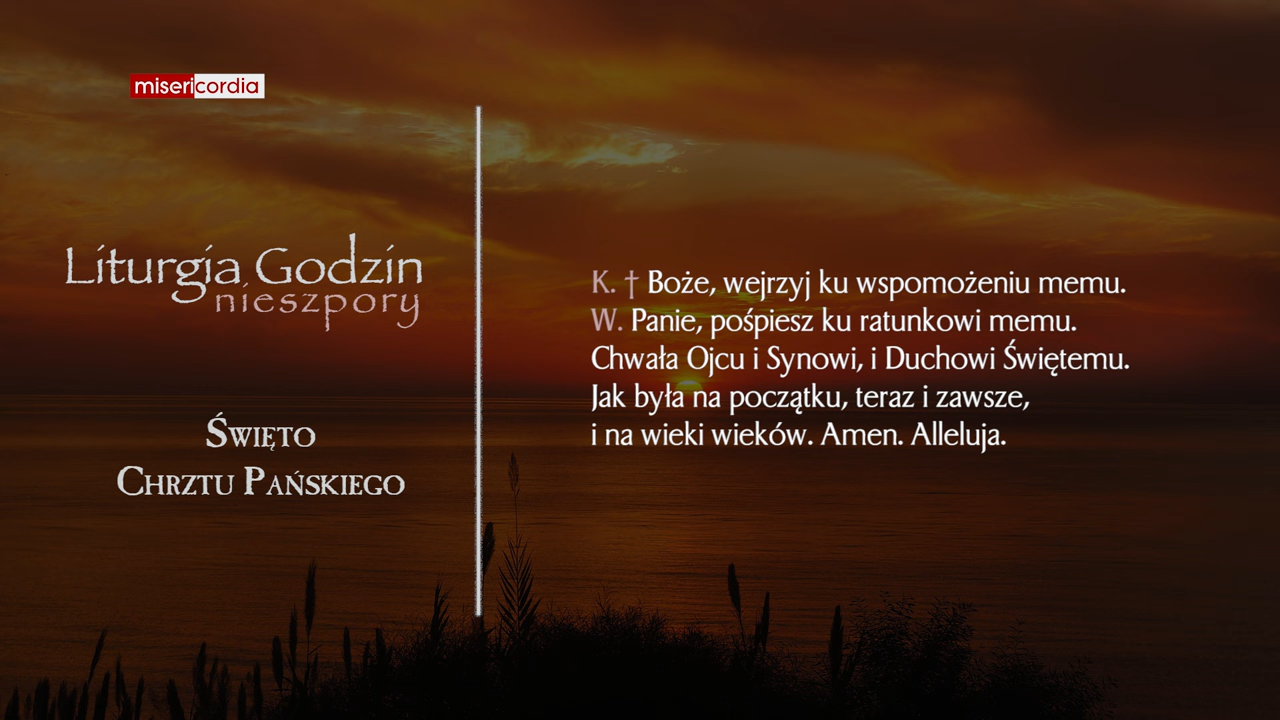 misericordia
Liturgia Godzin
nieszpory
Święto
Chrztu Pańskiego
K. † Boże, wejrzyj ku wspomożeniu memu.
W. Panie, pośpiesz ku ratunkowi memu.
Chwała Ojcu i Synowi, i Duchowi Świętemu.
Jak była na początku, teraz i zawsze,
i na wieki wieków. Amen. Alleluja.